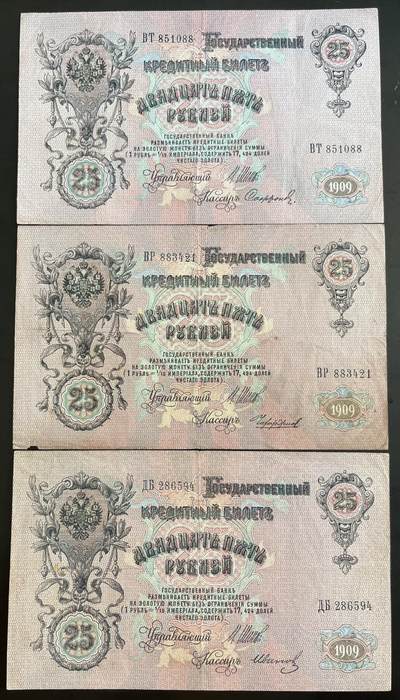 ВТ 851088
Государственный
25
Кредитный Билетъ
Двадцать пять
рублей
ГОСУДАРСТВЕННЫЙ БАНКЪ
РАЗМѢНИВАЕТЪ КРЕДИТНЫЕ БИЛЕТЫ
НА ЗОЛОТУЮ МОНЕТУ БЕЗЪ ОГРАНИЧЕНІЯ СУММЫ
(1 РУБЛЬ = 1/15 ИМПЕРІАЛА, СОДЕРЖИТЪ 17,424 ДОЛЕЙ
ЧИСТАГО ЗОЛОТА).
ВТ 851088
25
Управляющій
Кассиръ
1909
ВР 883421
Государственный
25
Кредитный Билетъ
Двадцать пять
рублей
ГОСУДАРСТВЕННЫЙ БАНКЪ
РАЗМѢНИВАЕТЪ КРЕДИТНЫЕ БИЛЕТЫ
НА ЗОЛОТУЮ МОНЕТУ БЕЗЪ ОГРАНИЧЕНІЯ СУММЫ
(1 РУБЛЬ = 1/15 ИМПЕРІАЛА, СОДЕРЖИТЪ 17,424 ДОЛЕЙ
ЧИСТАГО ЗОЛОТА).
ВР 883421
25
Управляющій
Кассиръ
1909
ДБ 286594
Государственный
25
Кредитный Билетъ
Двадцать пять
рублей
ГОСУДАРСТВЕННЫЙ БАНКЪ
РАЗМѢНИВАЕТЪ КРЕДИТНЫЕ БИЛЕТЫ
НА ЗОЛОТУЮ МОНЕТУ БЕЗЪ ОГРАНИЧЕНІЯ СУММЫ
(1 РУБЛЬ = 1/15 ИМПЕРІАЛА, СОДЕРЖИТЪ 17,424 ДОЛЕЙ
ЧИСТАГО ЗОЛОТА).
ДБ 286594
25
Управляющій
Кассиръ
1909